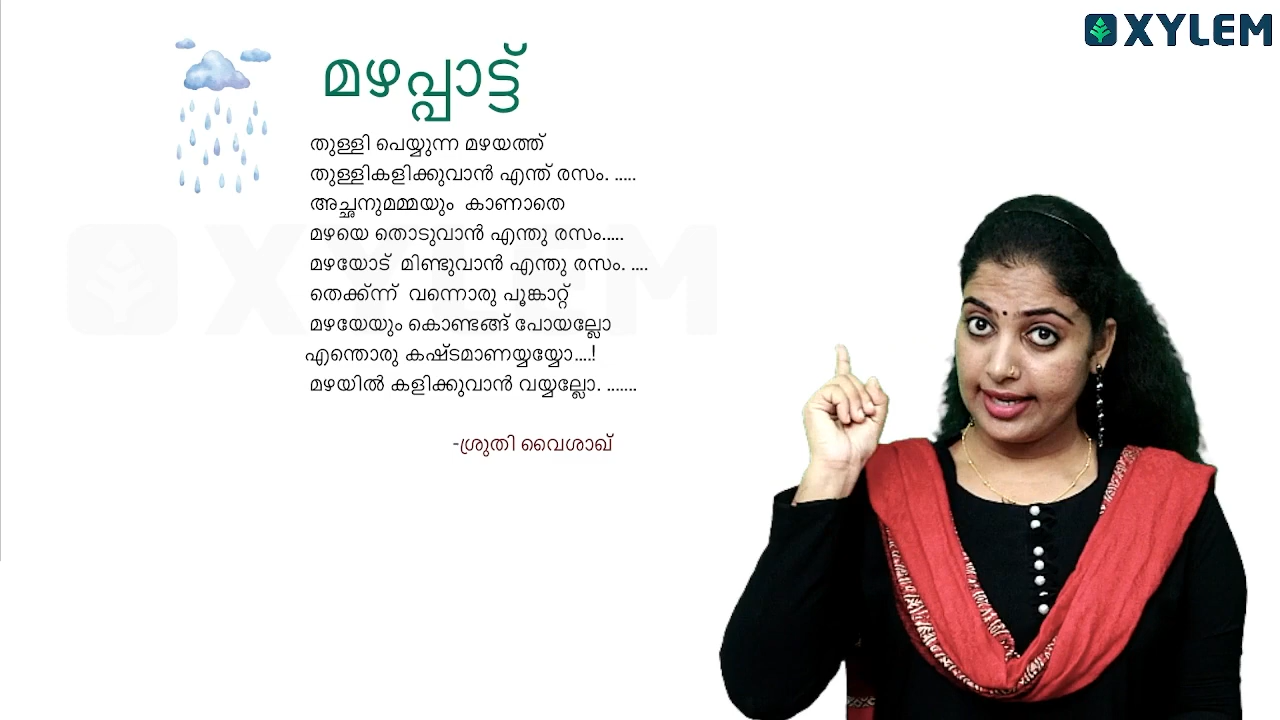 XYLEM
മഴപ്പാട്ട്
തുള്ളി പെയ്യുന്ന മഴയത്ത്
തുള്ളികളിക്കുവാൻ എന്ത് രസം. .....
അച്ഛനുമമ്മയും കാണാതെ
മഴയെ തൊടുവാൻ എന്തു രസം.....
മഴയോട് മിണ്ടുവാൻ എന്തു രസം. ....
തെക്ക്ന്ന് വന്നൊരു പൂങ്കാറ്റ്
മഴയേയും കൊണ്ടങ്ങ് പോയല്ലോ
എന്തൊരു കഷ്ടമാണയ്യയ്യോ....!
മഴയിൽ കളിക്കുവാൻ വയ്യല്ലോ. .......
-ശ്രുതി വൈശാഖ്
XYLEM